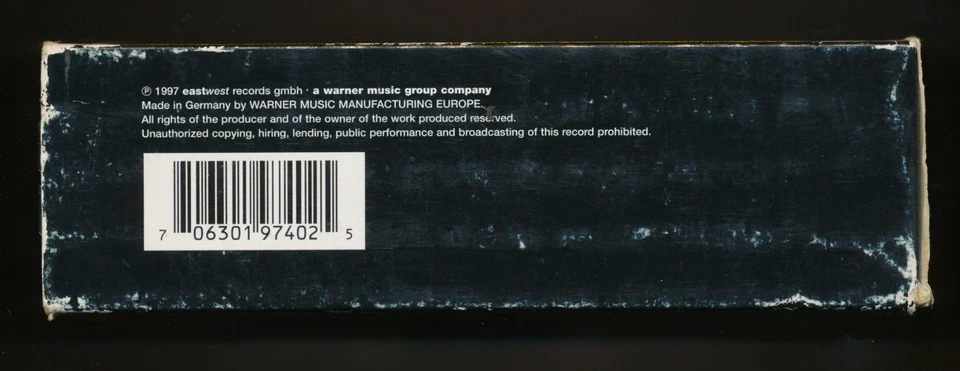 ℗ 1997 eastwest records gmbh · a warner music group company
Made in Germany by WARNER MUSIC MANUFACTURING EUROPE.
All rights of the producer and of the owner of the work produced reserved.
Unauthorized copying, hiring, lending, public performance and broadcasting of this record prohibited.
7 06301 97402 5